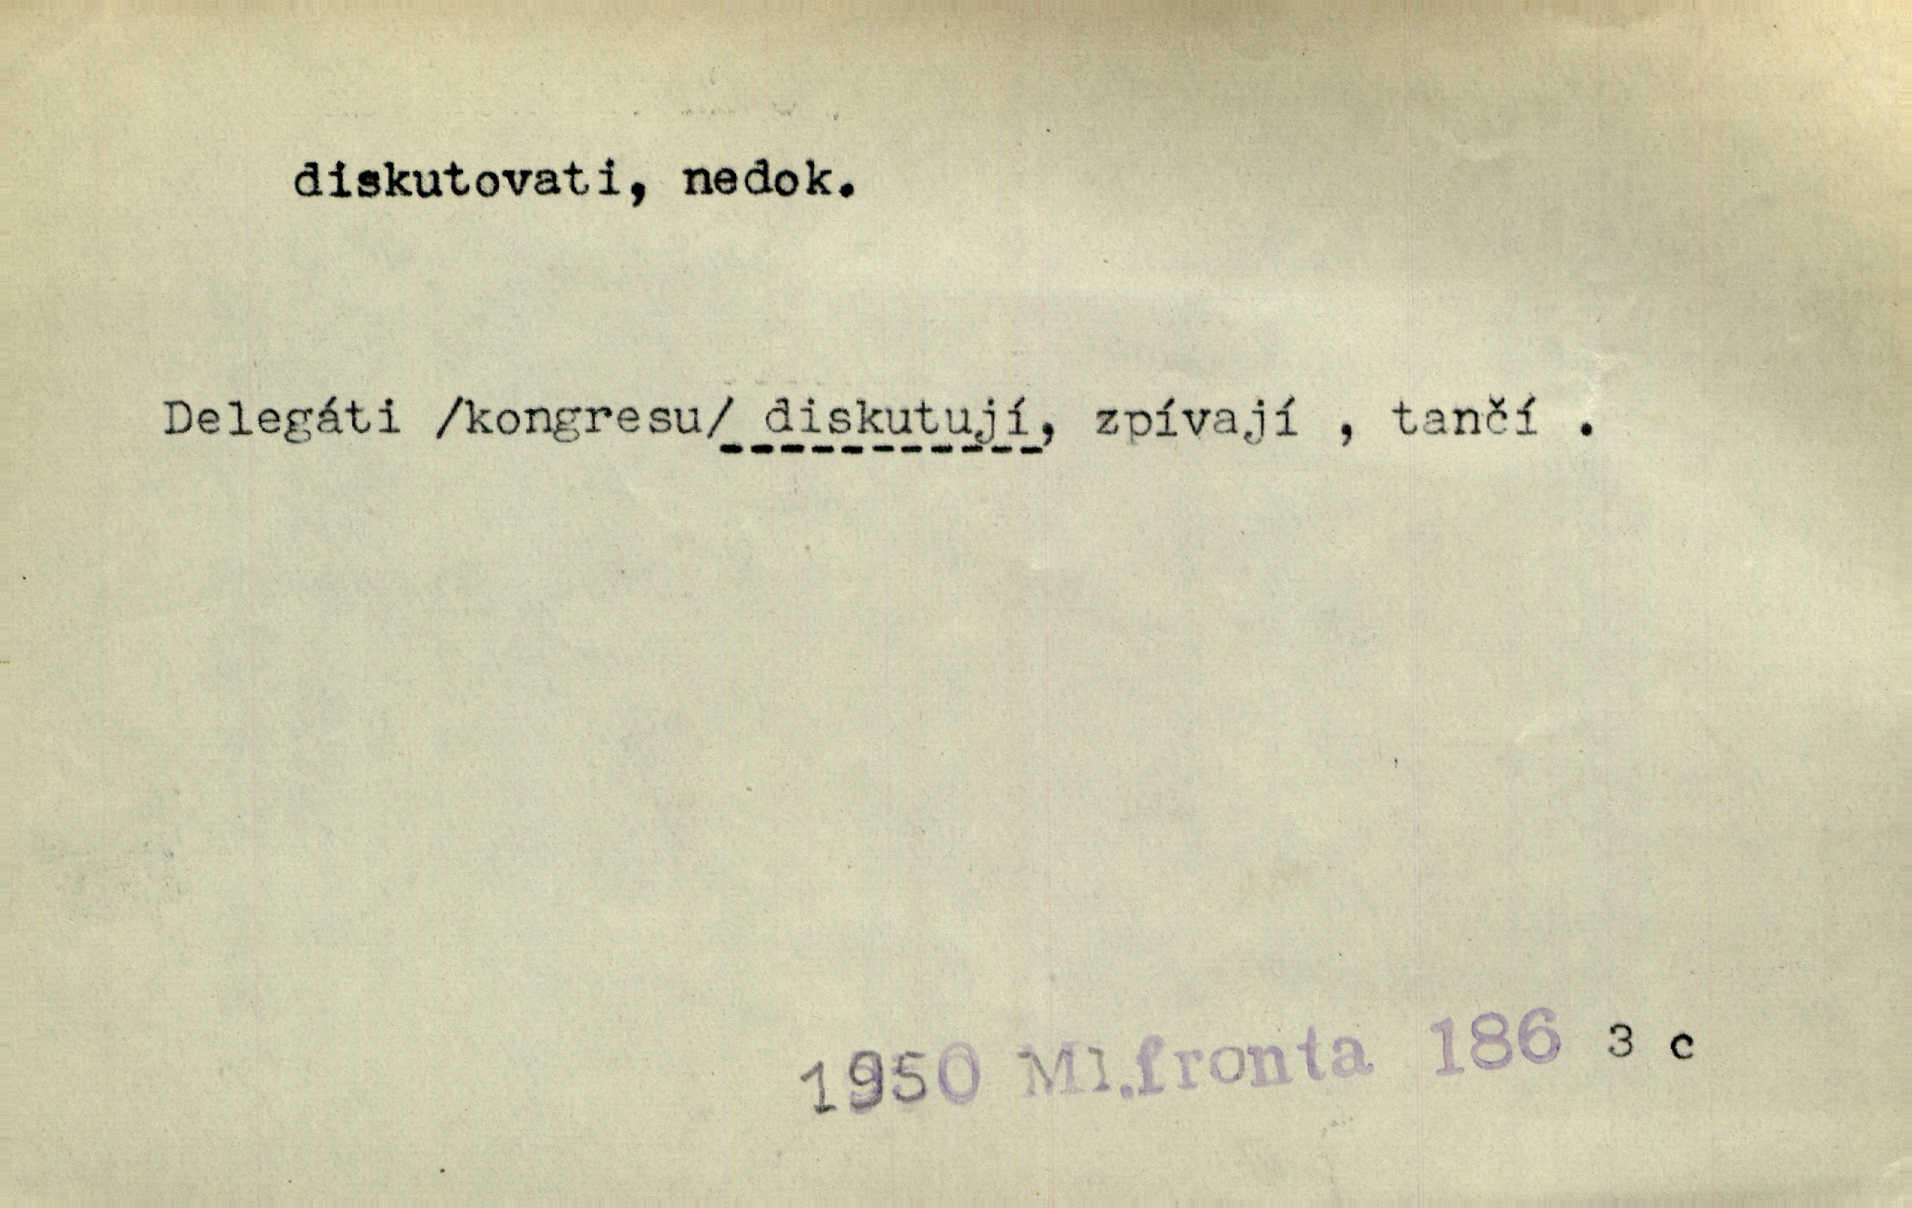 diskutovati, nedok.
Delegáti /kongresu/ diskutují, zpívají , tančí .
1950 Ml.fronta 186 3 c